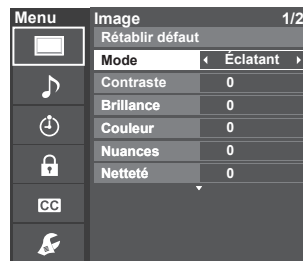 Menu
Image 1/2
Rétablir défaut
Mode Éclatant
Contraste 0
Brillance 0
Couleur 0
Nuances 0
Netteté 0
CC